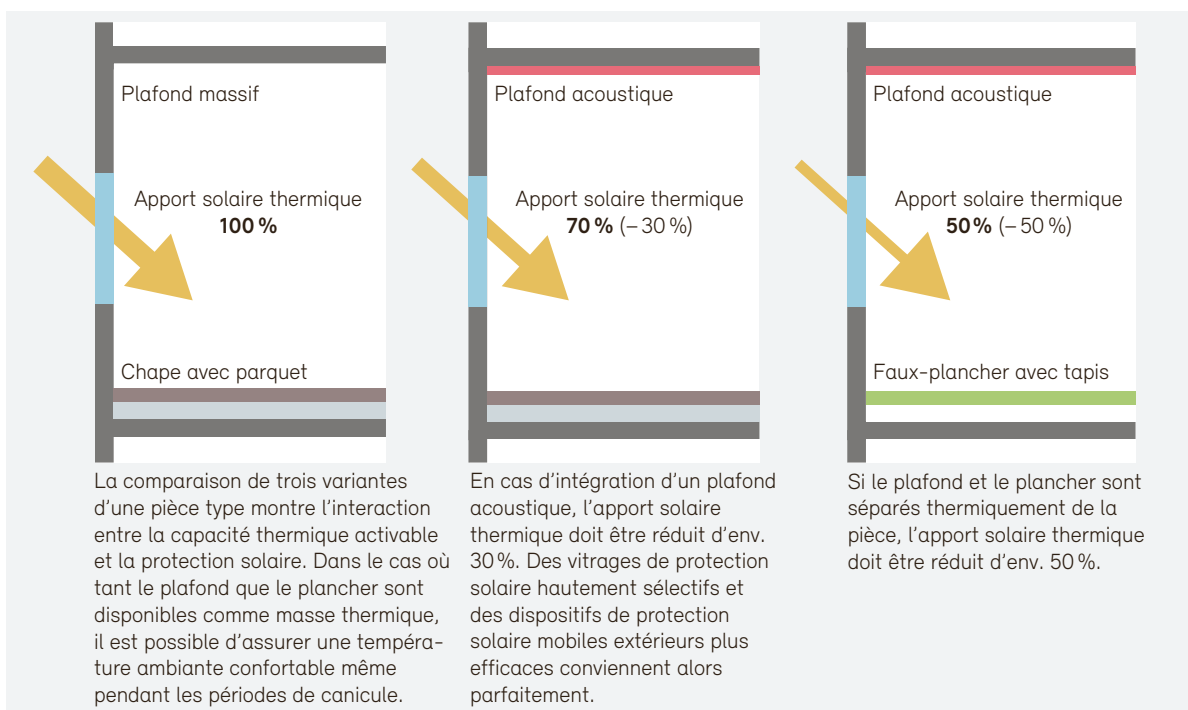 Plafond massif
Apport solaire thermique
100 %
Chape avec parquet
La comparaison de trois variantes
d’une pièce type montre l’interaction
entre la capacité thermique activable
et la protection solaire. Dans le cas où
tant le plafond que le plancher sont
disponibles comme masse thermique,
il est possible d’assurer une tempéra-
ture ambiante confortable même
pendant les périodes de canicule.
Plafond acoustique
Apport solaire thermique
70 % (– 30 %)
En cas d’intégration d’un plafond
acoustique, l’apport solaire
thermique doit être réduit d’env.
30 %. Des vitrages de protection
solaire hautement sélectifs et
des dispositifs de protection
solaire mobiles extérieurs plus
efficaces conviennent alors
parfaitement.
Plafond acoustique
Apport solaire thermique
50 % (– 50 %)
Faux-plancher avec tapis
Si le plafond et le plancher sont
séparés thermiquement de la
pièce, l’apport solaire thermique
doit être réduit d’env. 50 %.